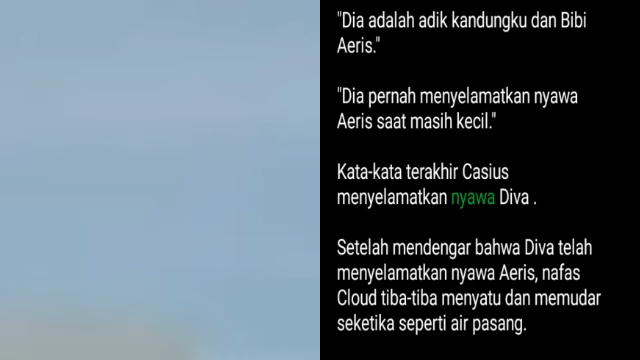 "Dia adalah adik kandungku dan Bibi
Aeris."
"Dia pernah menyelamatkan nyawa
Aeris saat masih kecil."
Kata-kata terakhir Casius
menyelamatkan nyawa Diva .
Setelah mendengar bahwa Diva telah
menyelamatkan nyawa Aeris, nafas
Cloud tiba-tiba menyatu dan memudar
seketika seperti air pasang.